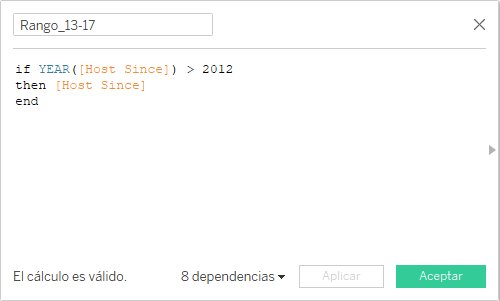 Rango_13-17
if YEAR([Host Since]) > 2012
then [Host Since]
end
El cálculo es válido.
8 dependencias
Aplicar
Aceptar